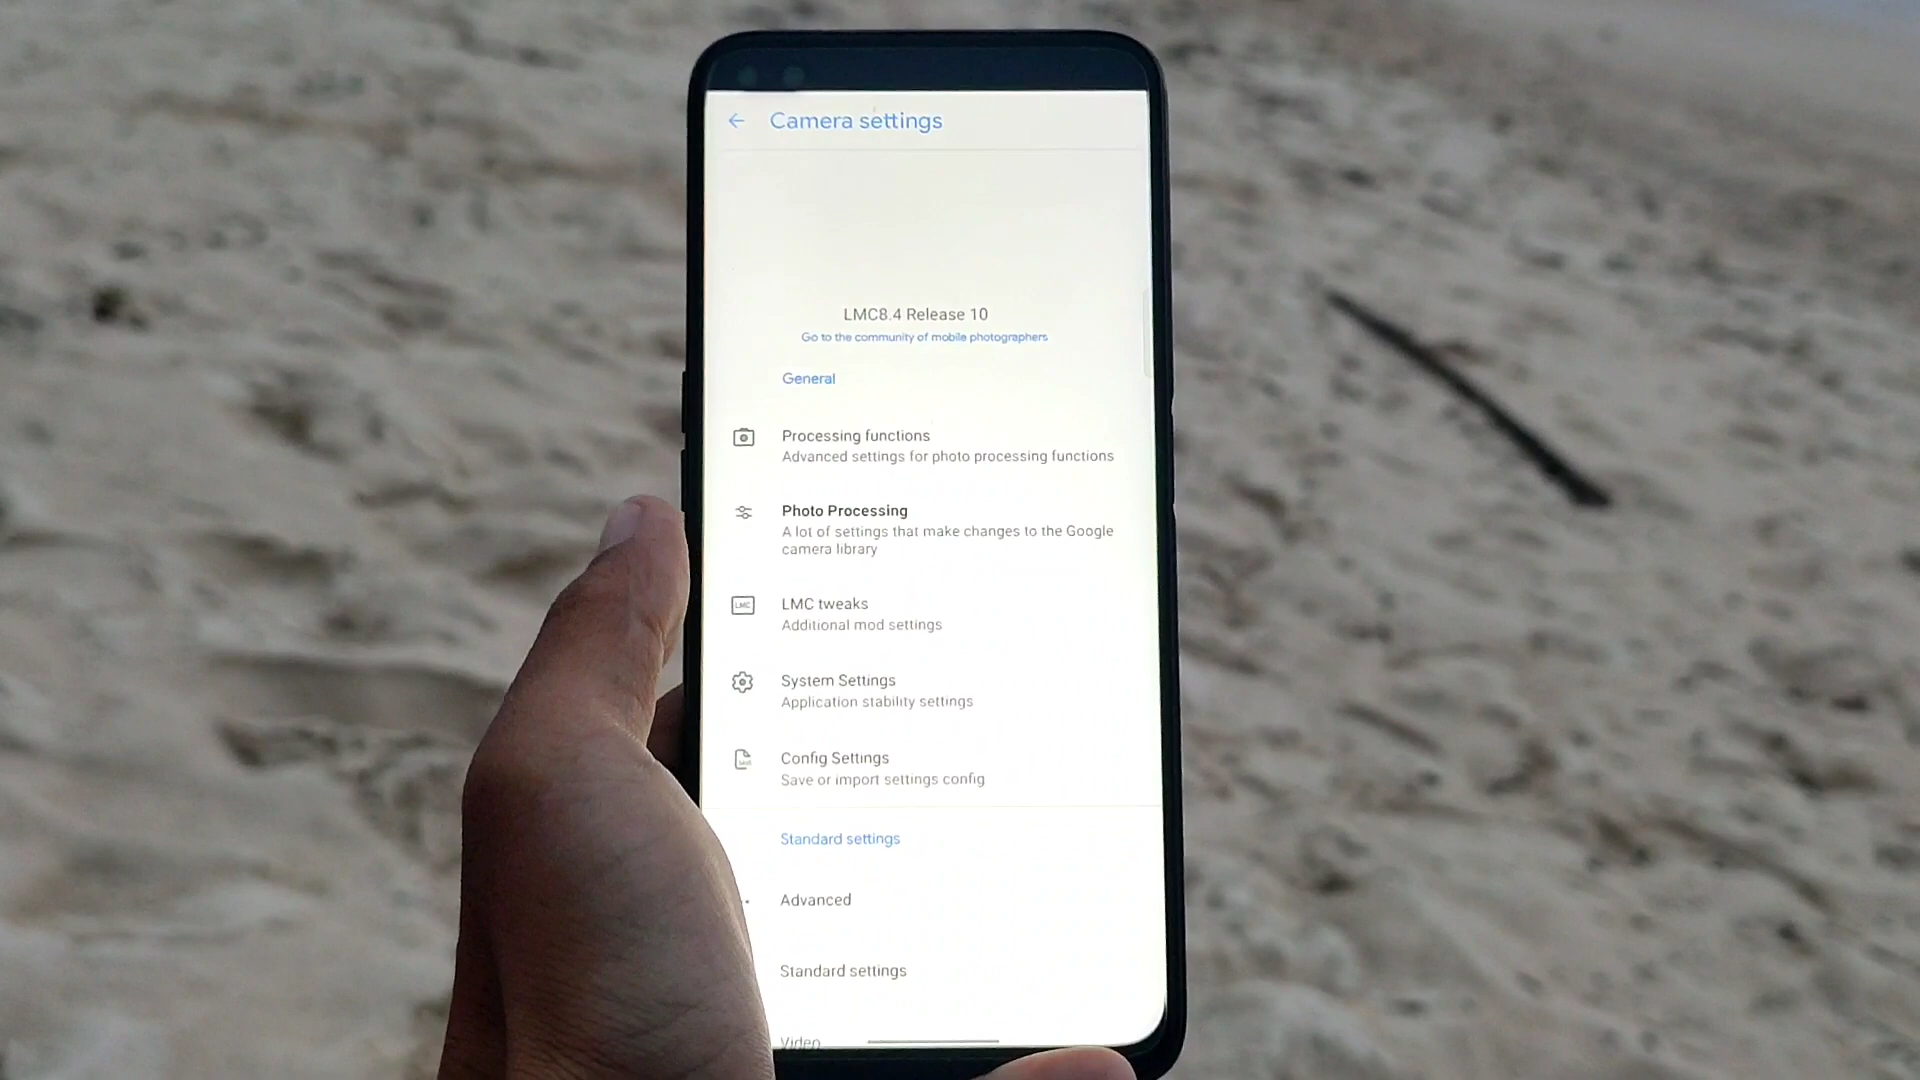 Camera settings
LMC8.4 Release 10
Go to the community of mobile photographers
General
Processing functions
Advanced settings for photo processing functions
Photo Processing
A lot of settings that make changes to the Google
camera library
LMC tweaks
LMC
Additional mod settings
System Settings
Application stability settings
Config Settings
SAVE
Save or import settings config
Standard settings
Advanced
Standard settings
Video